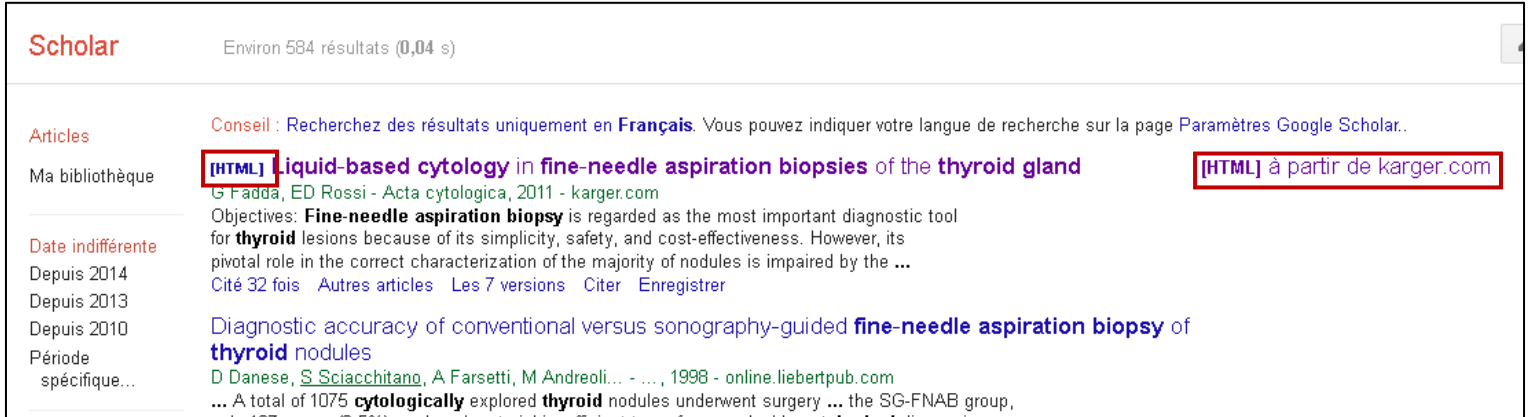 Scholar
Environ 584 résultats (0,04 s)
Articles
Ma bibliothèque
Date indifférente
Depuis 2014
Depuis 2013
Depuis 2010
Période
spécifique...
Conseil : Recherchez des résultats uniquement en Français. Vous pouvez indiquer votre langue de recherche sur la page Paramètres Google Scholar..
[HTML] Liquid-based cytology in fine-needle aspiration biopsies of the thyroid gland
[HTML] à partir de karger.com
G Fadda, ED Rossi - Acta cytologica, 2011 - karger.com
Objectives: Fine-needle aspiration biopsy is regarded as the most important diagnostic tool
for thyroid lesions because of its simplicity, safety, and cost-effectiveness. However, its
pivotal role in the correct characterization of the majority of nodules is impaired by the ...
Cité 32 fois Autres articles Les 7 versions Citer Enregistrer
Diagnostic accuracy of conventional versus sonography-guided fine-needle aspiration biopsy of
thyroid nodules
D Danese, S Sciacchitano, A Farsetti, M Andreoli... - ..., 1998 - online.liebertpub.com
... A total of 1075 cytologically explored thyroid nodules underwent surgery ... the SG-FNAB group,